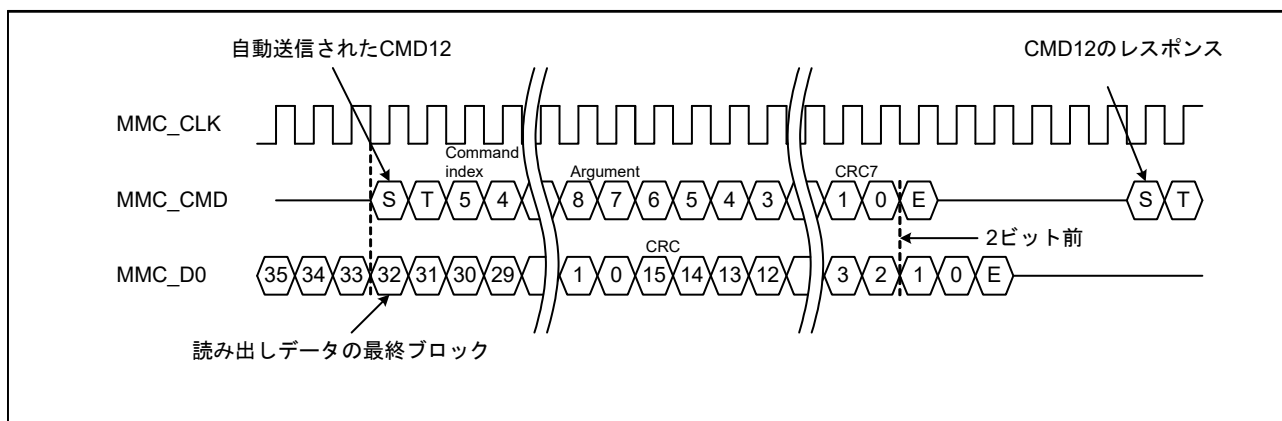 自動送信されたCMD12
CMD12のレスポンス
MMC_CLK
Command
index
Argument
CRC7
MMC_CMD
S T 5 4 8 7 6 5 4 3 1 0 E S T
2ビット前
CRC
MMC_D0
35 34 33 32 31 30 29 1 0 15 14 13 12 3 2 1 0 E
読み出しデータの最終ブロック